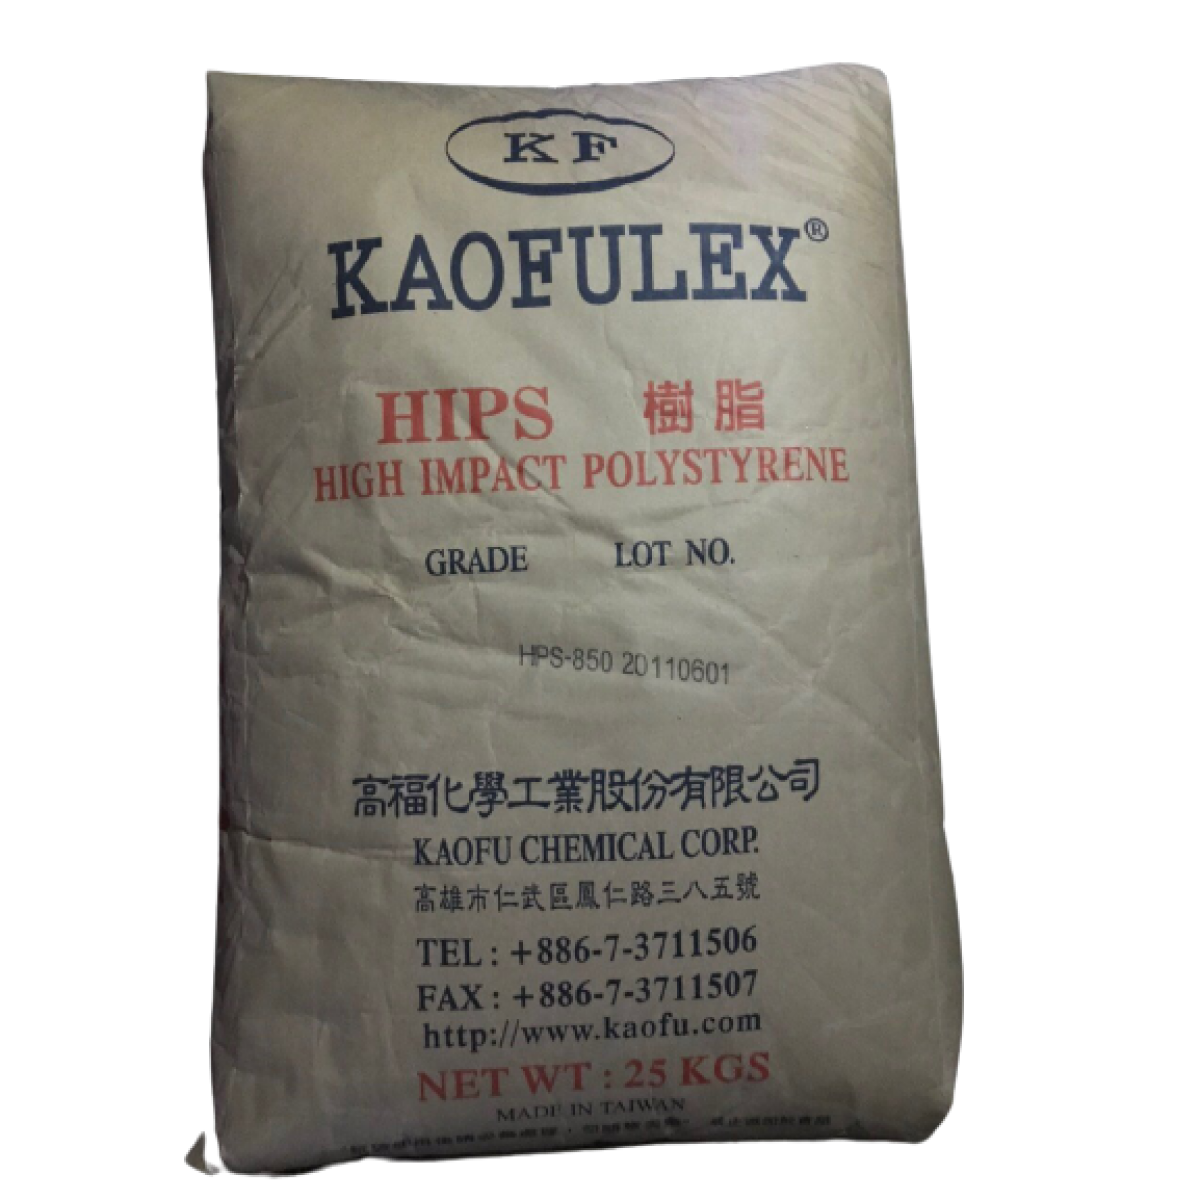 KF
KAOFULEX®
HIPS 樹脂
HIGH IMPACT POLYSTYRENE
GRADE LOT NO.
HPS-850 20110601
高福化學工業股份有限公司
KAOFU CHEMICAL CORP.
高雄市仁武區鳳仁路三八五號
TEL : +886-7-3711506
FAX : +886-7-3711507
http://www.kaofu.com
NET WT : 25 KGS
MADE IN TAIWAN